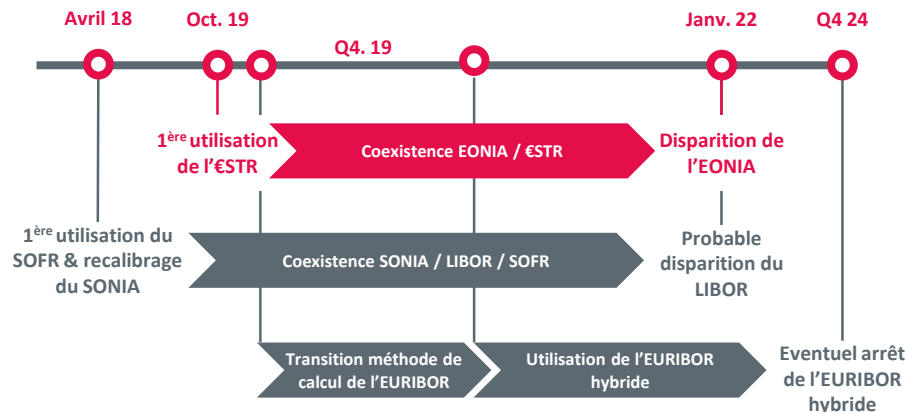 Avril 18
Oct. 19
Q4. 19
Janv. 22
Q4 24
1ère utilisation
de l'€STR
Coexistence EONIA / €STR
Disparition de
l'EONIA
1ère utilisation du
SOFR & recalibrage
du SONIA
Coexistence SONIA / LIBOR / SOFR
Probable
disparition du
LIBOR
Transition méthode de
calcul de l'EURIBOR
Utilisation de l'EURIBOR
hybride
Eventuel arrêt
de l'EURIBOR
hybride